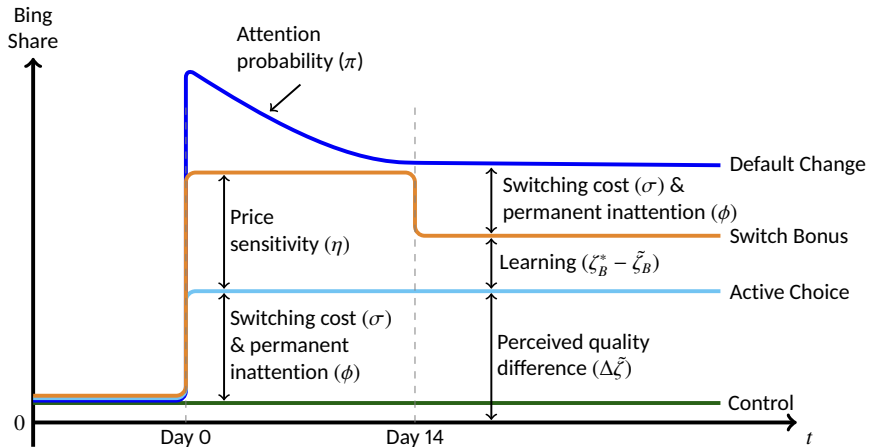 Bing
Share
Attention
probability (π)
Default Change
Switching cost (σ) &
permanent inattention (ϕ)
Price
sensitivity (η)
Switch Bonus
Learning (ζ*_B − ζ̃_B)
Active Choice
Switching cost (σ)
& permanent
inattention (ϕ)
Perceived quality
difference (Δζ̃)
Control
0
Day 0
Day 14
t